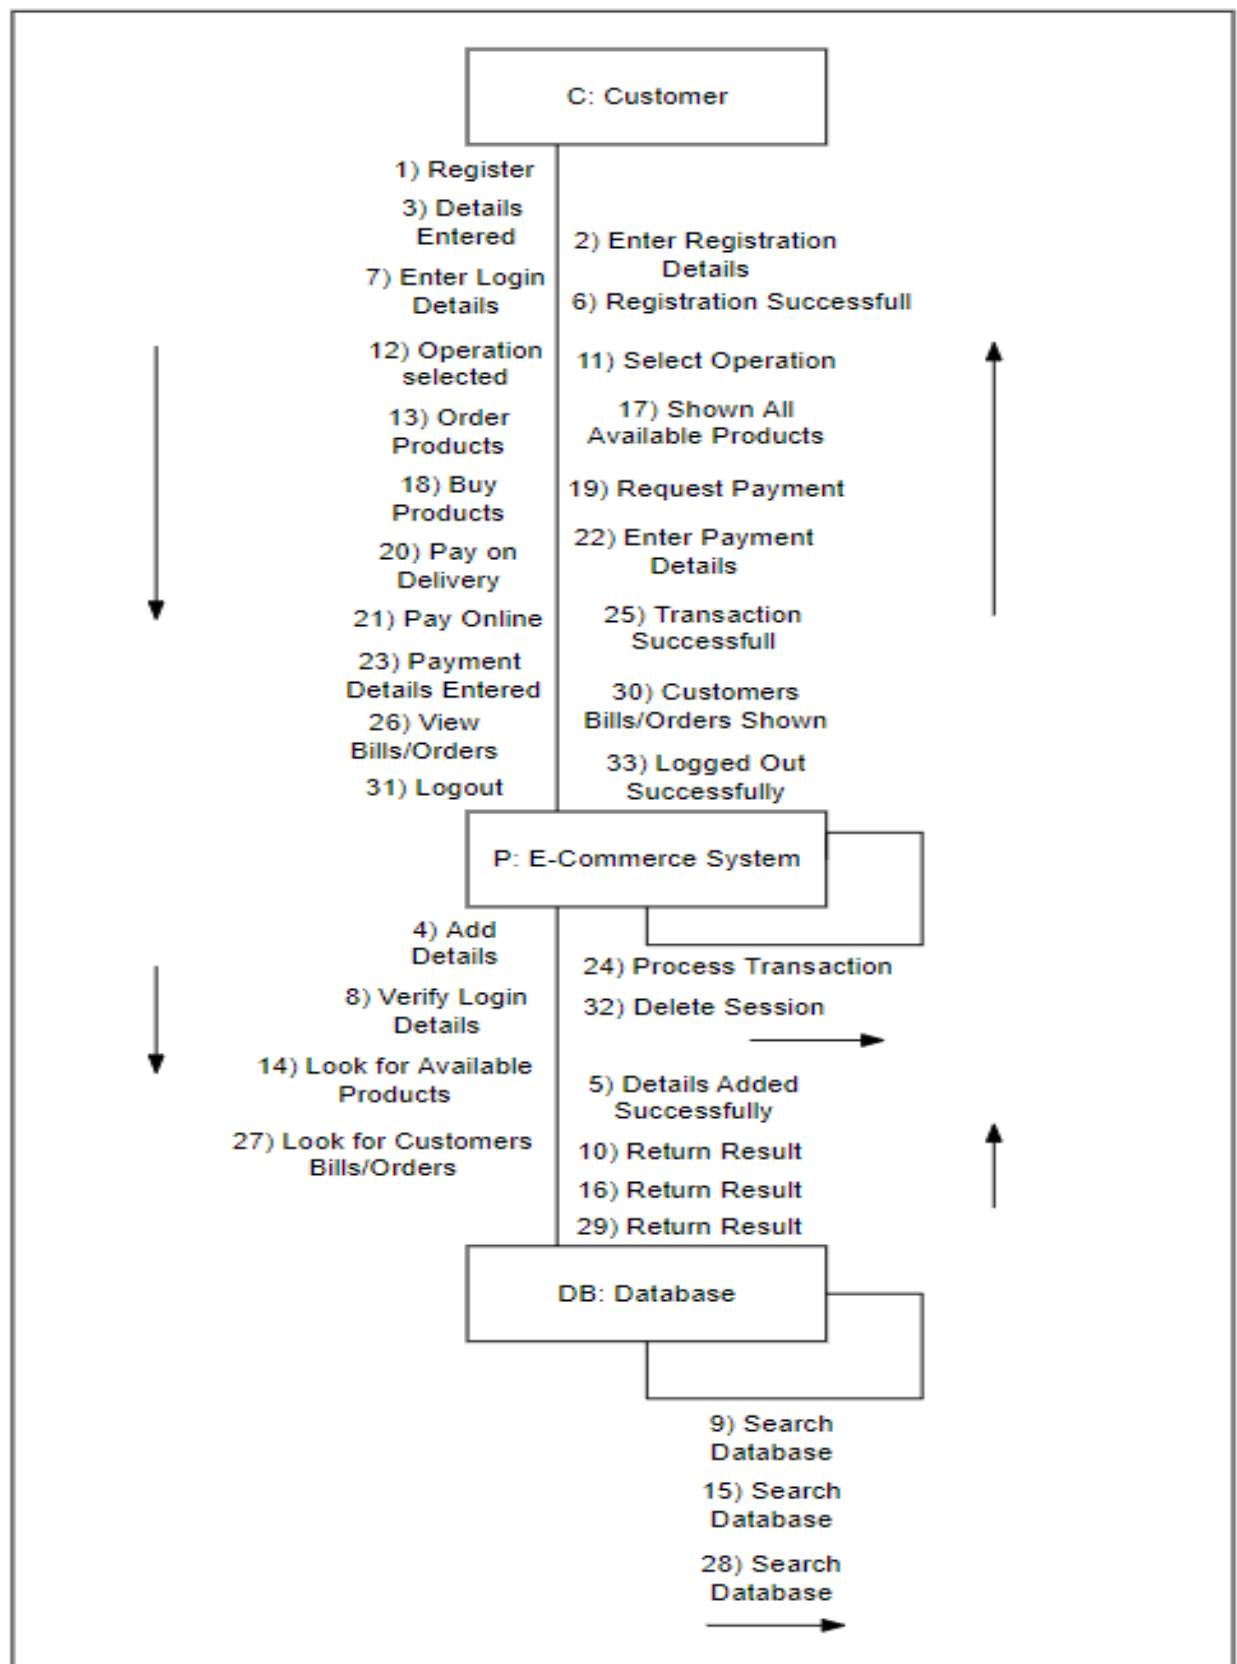 C: Customer
1) Register
3) Details
Entered
7) Enter Login
Details
12) Operation
selected
13) Order
Products
18) Buy
Products
20) Pay on
Delivery
21) Pay Online
23) Payment
Details Entered
26) View
Bills/Orders
31) Logout
2) Enter Registration
Details
6) Registration Successfull
11) Select Operation
17) Shown All
Available Products
19) Request Payment
22) Enter Payment
Details
25) Transaction
Successfull
30) Customers
Bills/Orders Shown
33) Logged Out
Successfully
P: E-Commerce System
4) Add
Details
8) Verify Login
Details
14) Look for Available
Products
27) Look for Customers
Bills/Orders
24) Process Transaction
32) Delete Session
5) Details Added
Successfully
10) Return Result
16) Return Result
29) Return Result
DB: Database
9) Search
Database
15) Search
Database
28) Search
Database